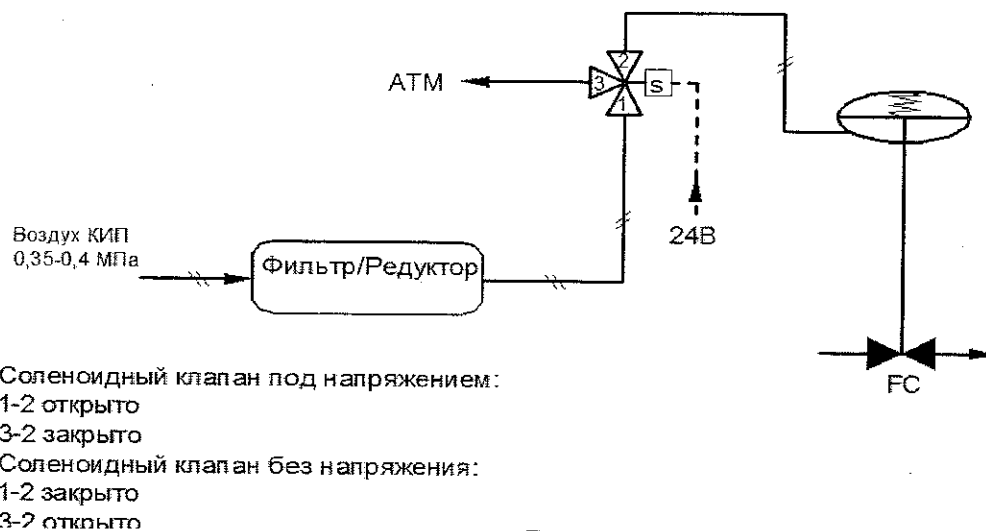 АТМ
2
3
1
s
24В
Воздух КИП
0,35-0,4 МПа
Фильтр/Редуктор
FC
Соленоидный клапан под напряжением:
1-2 открыто
3-2 закрыто
Соленоидный клапан без напряжения:
1-2 закрыто
3-2 открыто